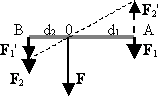 F₂'
B d₂ 0 d₁ A
F₁' F₁
F₂ F